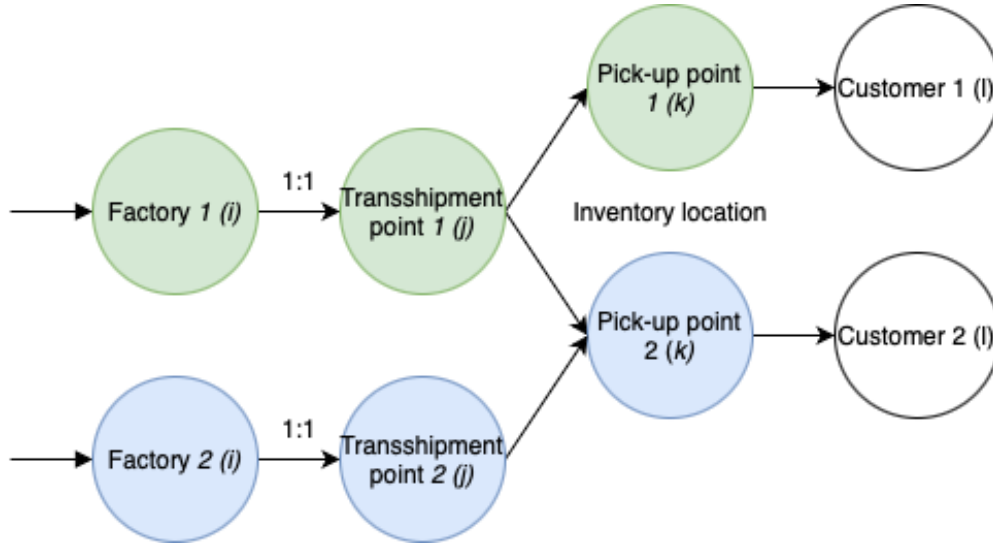 Pick-up point
1 (k)
Customer 1 (l)
1:1
Factory 1 (i)
Transshipment
point 1 (j)
Inventory location
Pick-up point
2 (k)
Customer 2 (l)
1:1
Factory 2 (i)
Transshipment
point 2 (j)